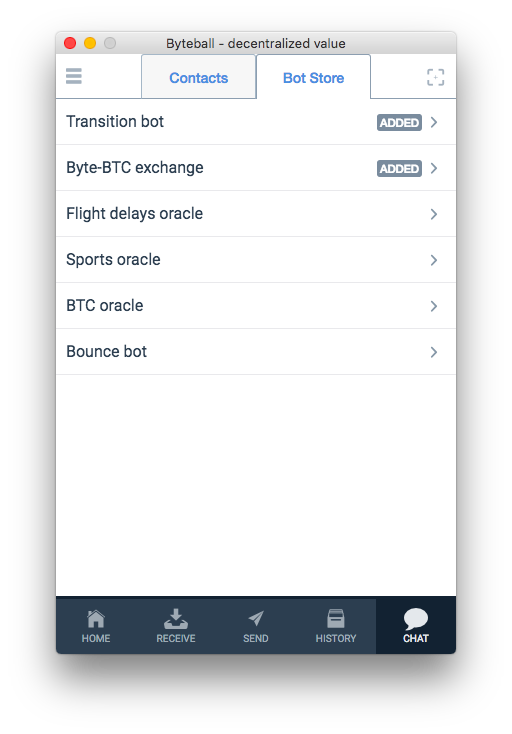 Byteball - decentralized value
Contacts
Bot Store
Transition bot ADDED
Byte-BTC exchange ADDED
Flight delays oracle
Sports oracle
BTC oracle
Bounce bot
HOME RECEIVE SEND HISTORY CHAT